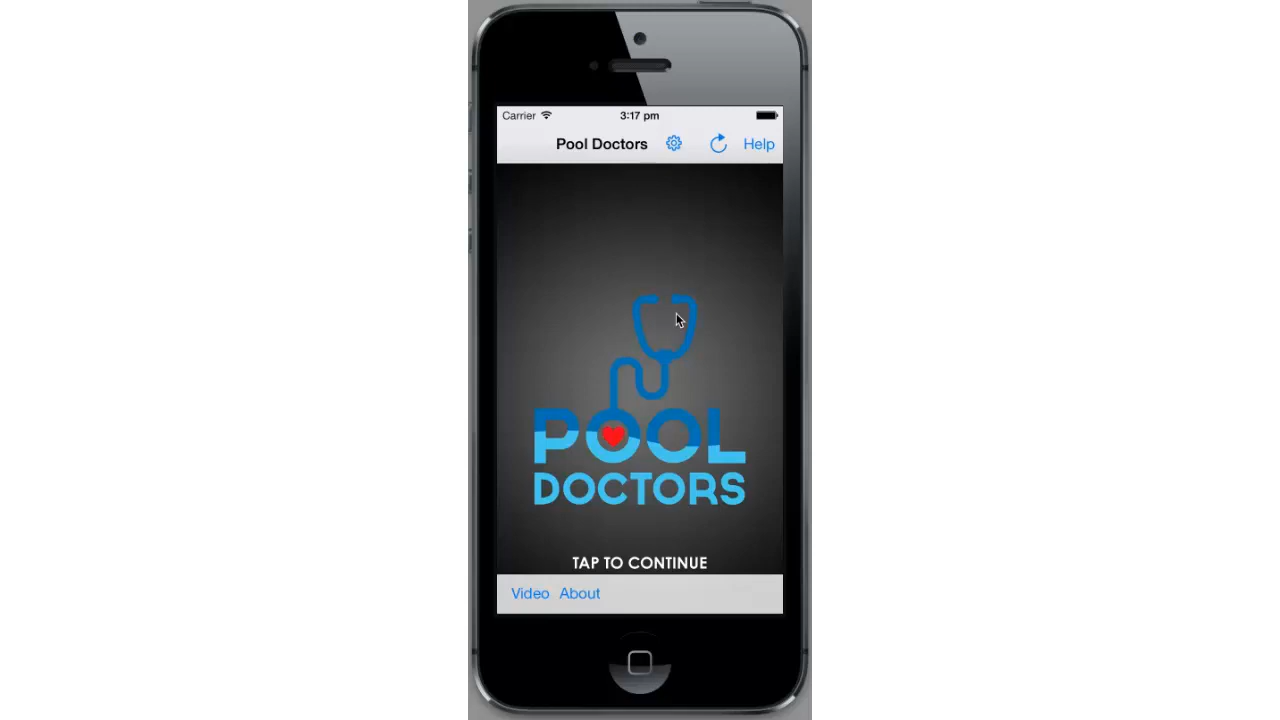 Carrier 3:17 pm
Pool Doctors Help
POOL
DOCTORS
TAP TO CONTINUE
Video About